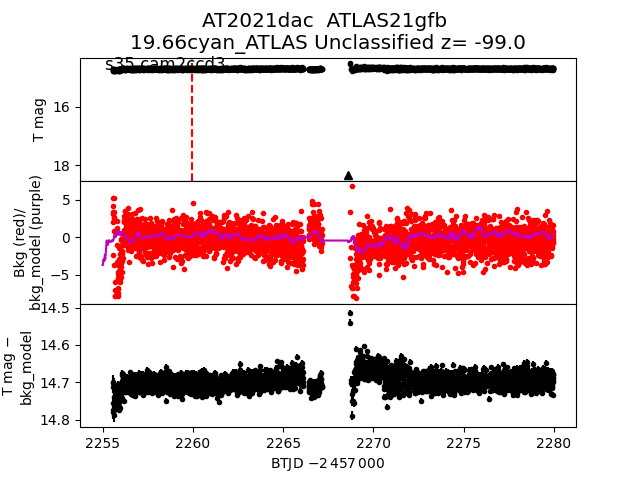 AT2021dac  ATLAS21gfb
19.66cyan_ATLAS Unclassified z= -99.0
s35 cam2ccd3
T mag
16
18
Bkg (red)/
bkg_model (purple)
5
0
−5
T mag −
bkg_model
14.5
14.6
14.7
14.8
2255
2260
2265
2270
2275
2280
BTJD −2 457 000